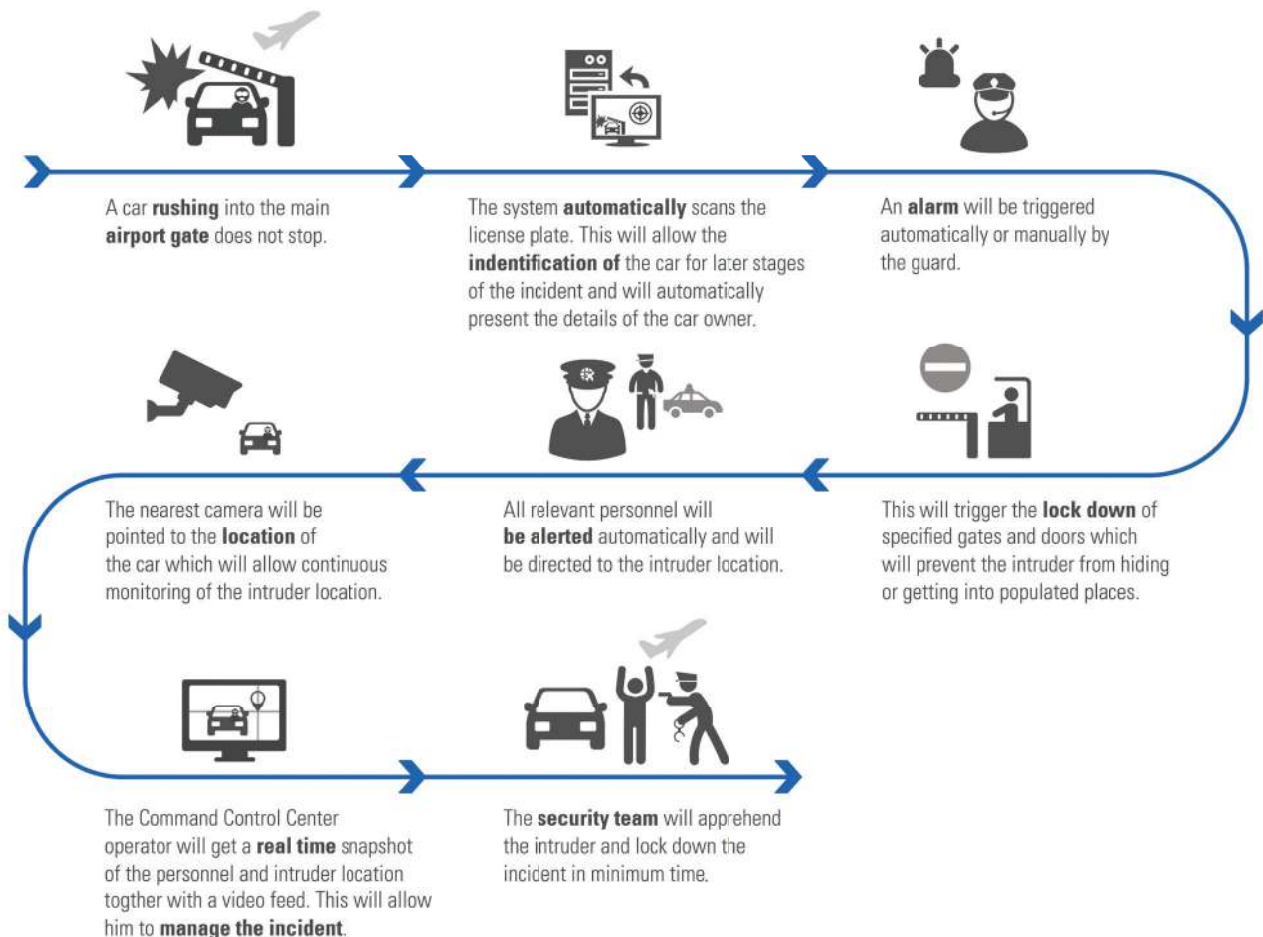 A car rushing into the main
airport gate does not stop.
The system automatically scans the
license plate. This will allow the
indentification of the car for later stages
of the incident and will automatically
present the details of the car owner.
An alarm will be triggered
automatically or manually by
the guard.
This will trigger the lock down of
specified gates and doors which
will prevent the intruder from hiding
or getting into populated places.
All relevant personnel will
be alerted automatically and will
be directed to the intruder location.
The nearest camera will be
pointed to the location of
the car which will allow continuous
monitoring of the intruder location.
The Command Control Center
operator will get a real time snapshot
of the personnel and intruder location
togther with a video feed. This will allow
him to manage the incident.
The security team will apprehend
the intruder and lock down the
incident in minimum time.